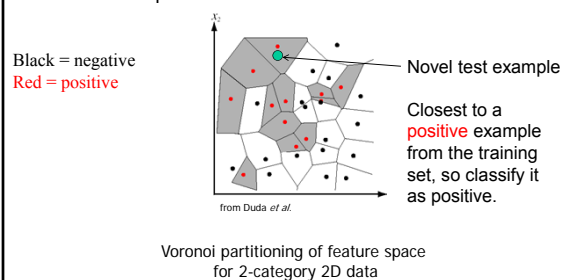 x₂
Black = negative
Red = positive
Novel test example
Closest to a
positive example
from the training
set, so classify it
as positive.
from Duda et al.
Voronoi partitioning of feature space
for 2-category 2D data